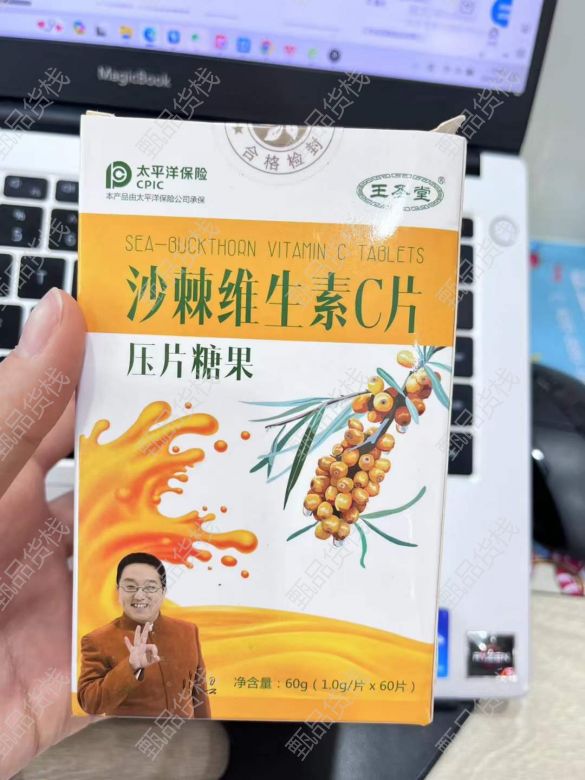 MagicBook
合格检封
太平洋保险
CPIC
本产品由太平洋保险公司承保
王圣堂®
SEA-BUCKTHORN VITAMIN C TABLETS
沙棘维生素C片
压片糖果
净含量：60g（1.0g/片 x 60片）
甄品货栈